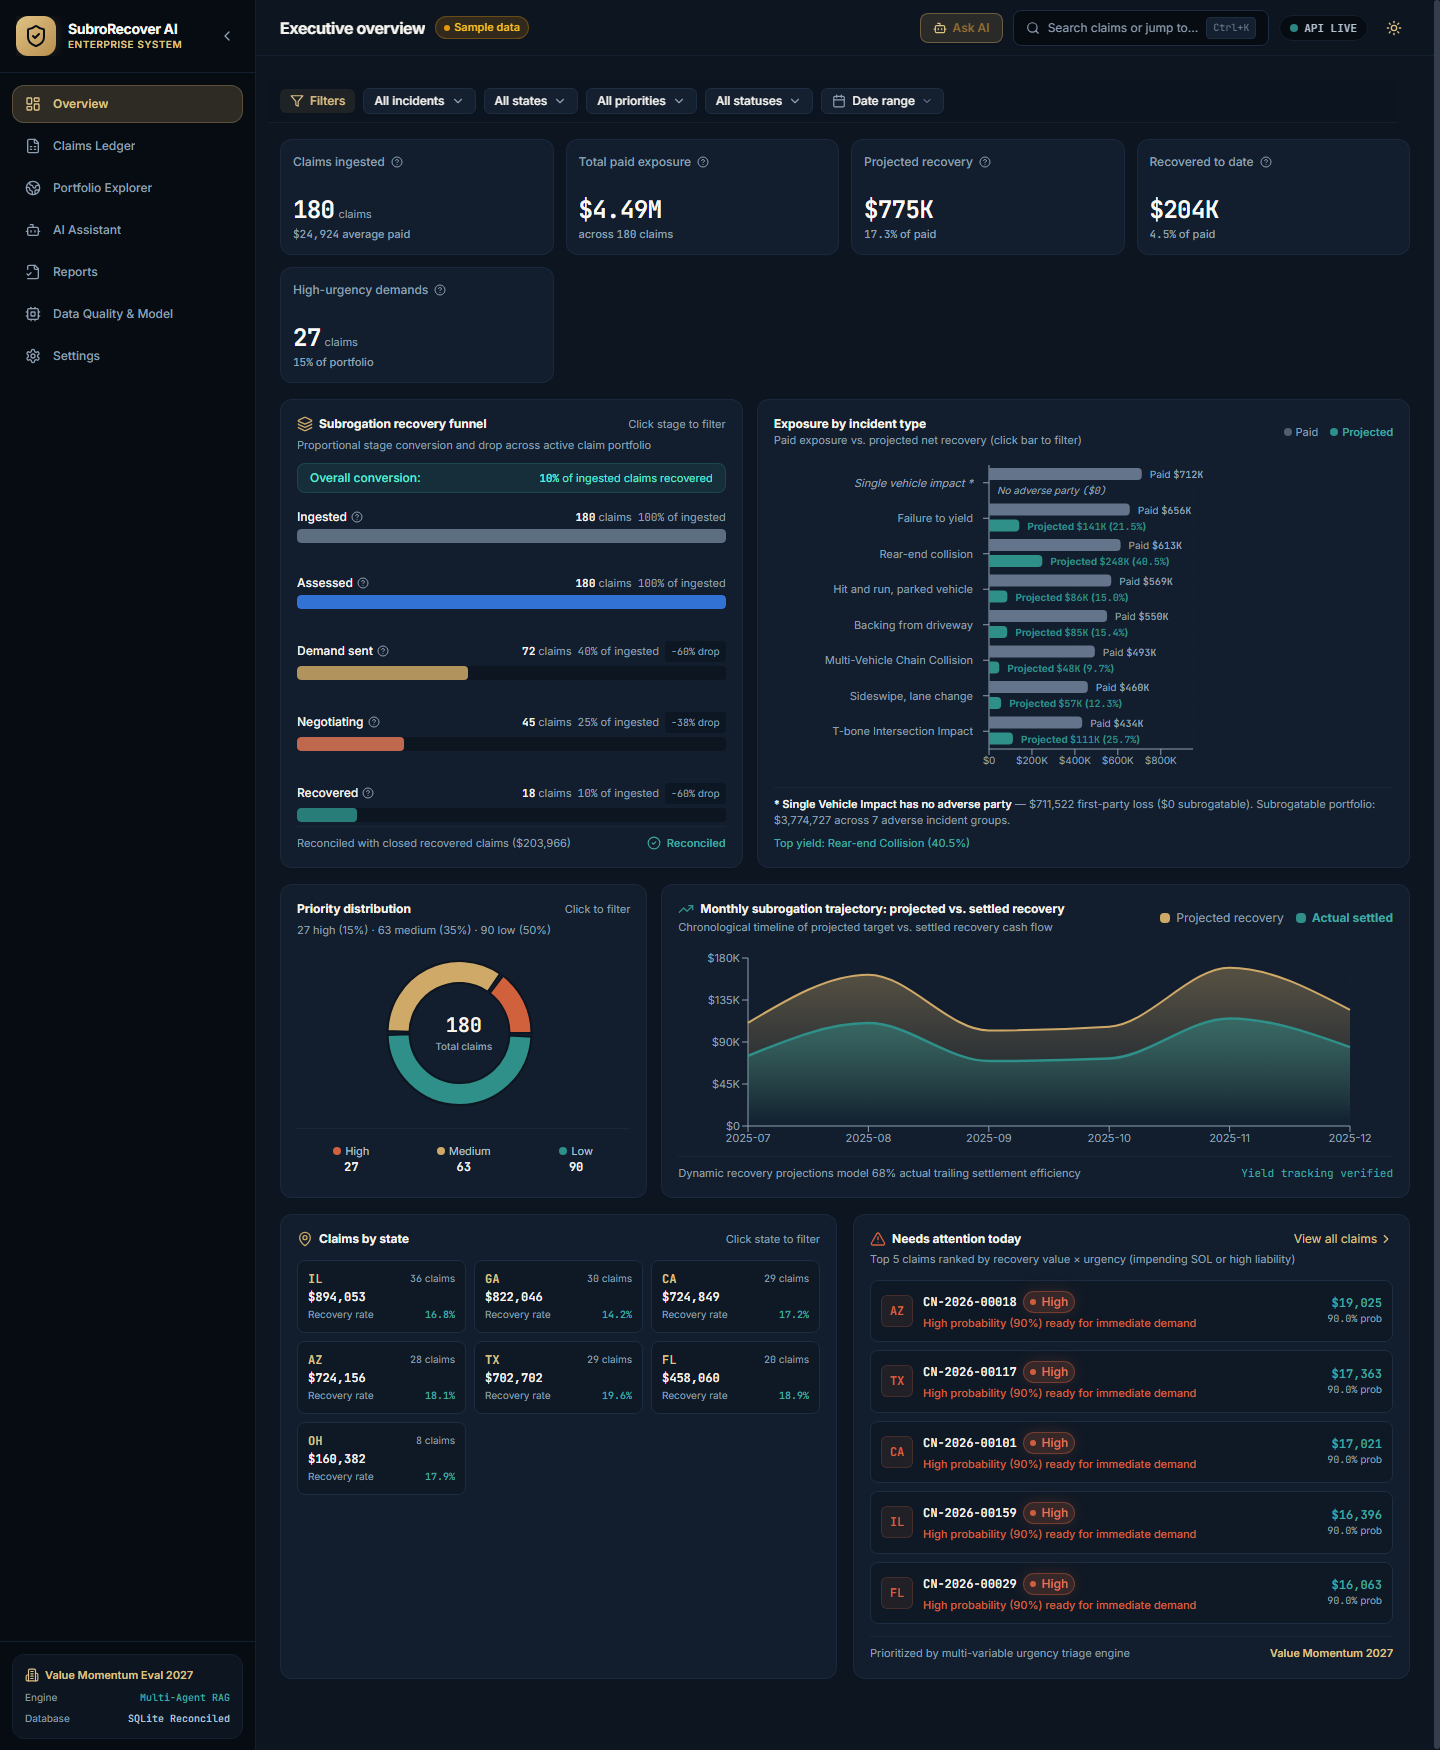 SubroRecover AI
ENTERPRISE SYSTEM
Overview
Claims Ledger
Portfolio Explorer
AI Assistant
Reports
Data Quality & Model
Settings
Value Momentum Eval 2027
Engine Multi-Agent RAG
Database SQLite Reconciled
Executive overview Sample data Ask AI Search claims or jump to... Ctrl+K API LIVE
Filters All incidents All states All priorities All statuses Date range
Claims ingested
180 claims
$24,924 average paid
Total paid exposure
$4.49M
across 180 claims
Projected recovery
$775K
17.3% of paid
Recovered to date
$204K
4.5% of paid
High-urgency demands
27 claims
15% of portfolio
Subrogation recovery funnel Click stage to filter
Proportional stage conversion and drop across active claim portfolio
Overall conversion: 10% of ingested claims recovered
Ingested 180 claims 100% of ingested
Assessed 180 claims 100% of ingested
Demand sent 72 claims 40% of ingested -60% drop
Negotiating 45 claims 25% of ingested -38% drop
Recovered 18 claims 10% of ingested -60% drop
Reconciled with closed recovered claims ($203,966) Reconciled
Exposure by incident type
Paid exposure vs. projected net recovery (click bar to filter)
Paid Projected
Single vehicle impact * Paid $712K
No adverse party ($0)
Failure to yield Paid $656K
Projected $141K (21.5%)
Rear-end collision Paid $613K
Projected $248K (40.5%)
Hit and run, parked vehicle Paid $569K
Projected $86K (15.0%)
Backing from driveway Paid $550K
Projected $85K (15.4%)
Multi-Vehicle Chain Collision Paid $493K
Projected $48K (9.7%)
Sideswipe, lane change Paid $460K
Projected $57K (12.3%)
T-bone Intersection Impact Paid $434K
Projected $111K (25.7%)
$0 $200K $400K $600K $800K
* Single Vehicle Impact has no adverse party — $711,522 first-party loss ($0 subrogatable). Subrogatable portfolio:
$3,774,727 across 7 adverse incident groups.
Top yield: Rear-end Collision (40.5%)
Priority distribution Click to filter
27 high (15%) · 63 medium (35%) · 90 low (50%)
180
Total claims
High Medium Low
27 63 90
Monthly subrogation trajectory: projected vs. settled recovery
Chronological timeline of projected target vs. settled recovery cash flow
Projected recovery Actual settled
$180K
$135K
$90K
$45K
$0
2025-07 2025-08 2025-09 2025-10 2025-11 2025-12
Dynamic recovery projections model 68% actual trailing settlement efficiency Yield tracking verified
Claims by state Click state to filter
IL 36 claims
$894,053
Recovery rate 16.8%
GA 30 claims
$822,046
Recovery rate 14.2%
CA 29 claims
$724,849
Recovery rate 17.2%
AZ 28 claims
$724,156
Recovery rate 18.1%
TX 29 claims
$702,702
Recovery rate 19.6%
FL 20 claims
$458,060
Recovery rate 18.9%
OH 8 claims
$160,382
Recovery rate 17.9%
Needs attention today View all claims
Top 5 claims ranked by recovery value × urgency (impending SOL or high liability)
AZ CN-2026-00018 High $19,025
High probability (90%) ready for immediate demand 90.0% prob
TX CN-2026-00117 High $17,363
High probability (90%) ready for immediate demand 90.0% prob
CA CN-2026-00101 High $17,021
High probability (90%) ready for immediate demand 90.0% prob
IL CN-2026-00159 High $16,396
High probability (90%) ready for immediate demand 90.0% prob
FL CN-2026-00029 High $16,063
High probability (90%) ready for immediate demand 90.0% prob
Prioritized by multi-variable urgency triage engine Value Momentum 2027